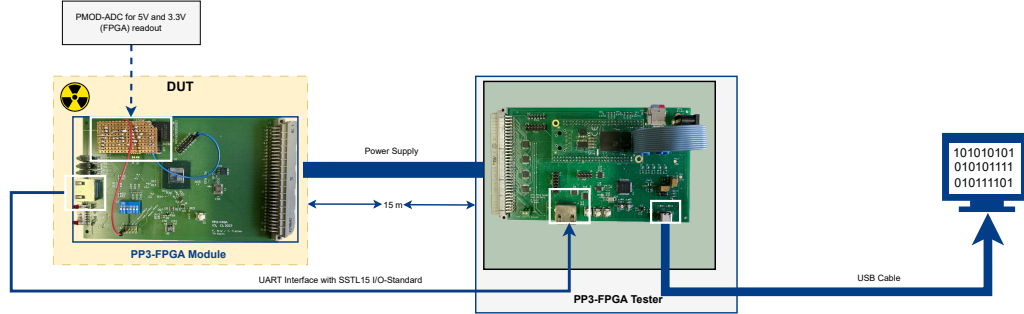 PMOD-ADC for 5V and 3.3V
(FPGA) readout
DUT
Power Supply
15 m
PP3-FPGA Module
UART Interface with SSTL15 I/O-Standard
PP3-FPGA Tester
USB Cable
101010101
010101111
010111101